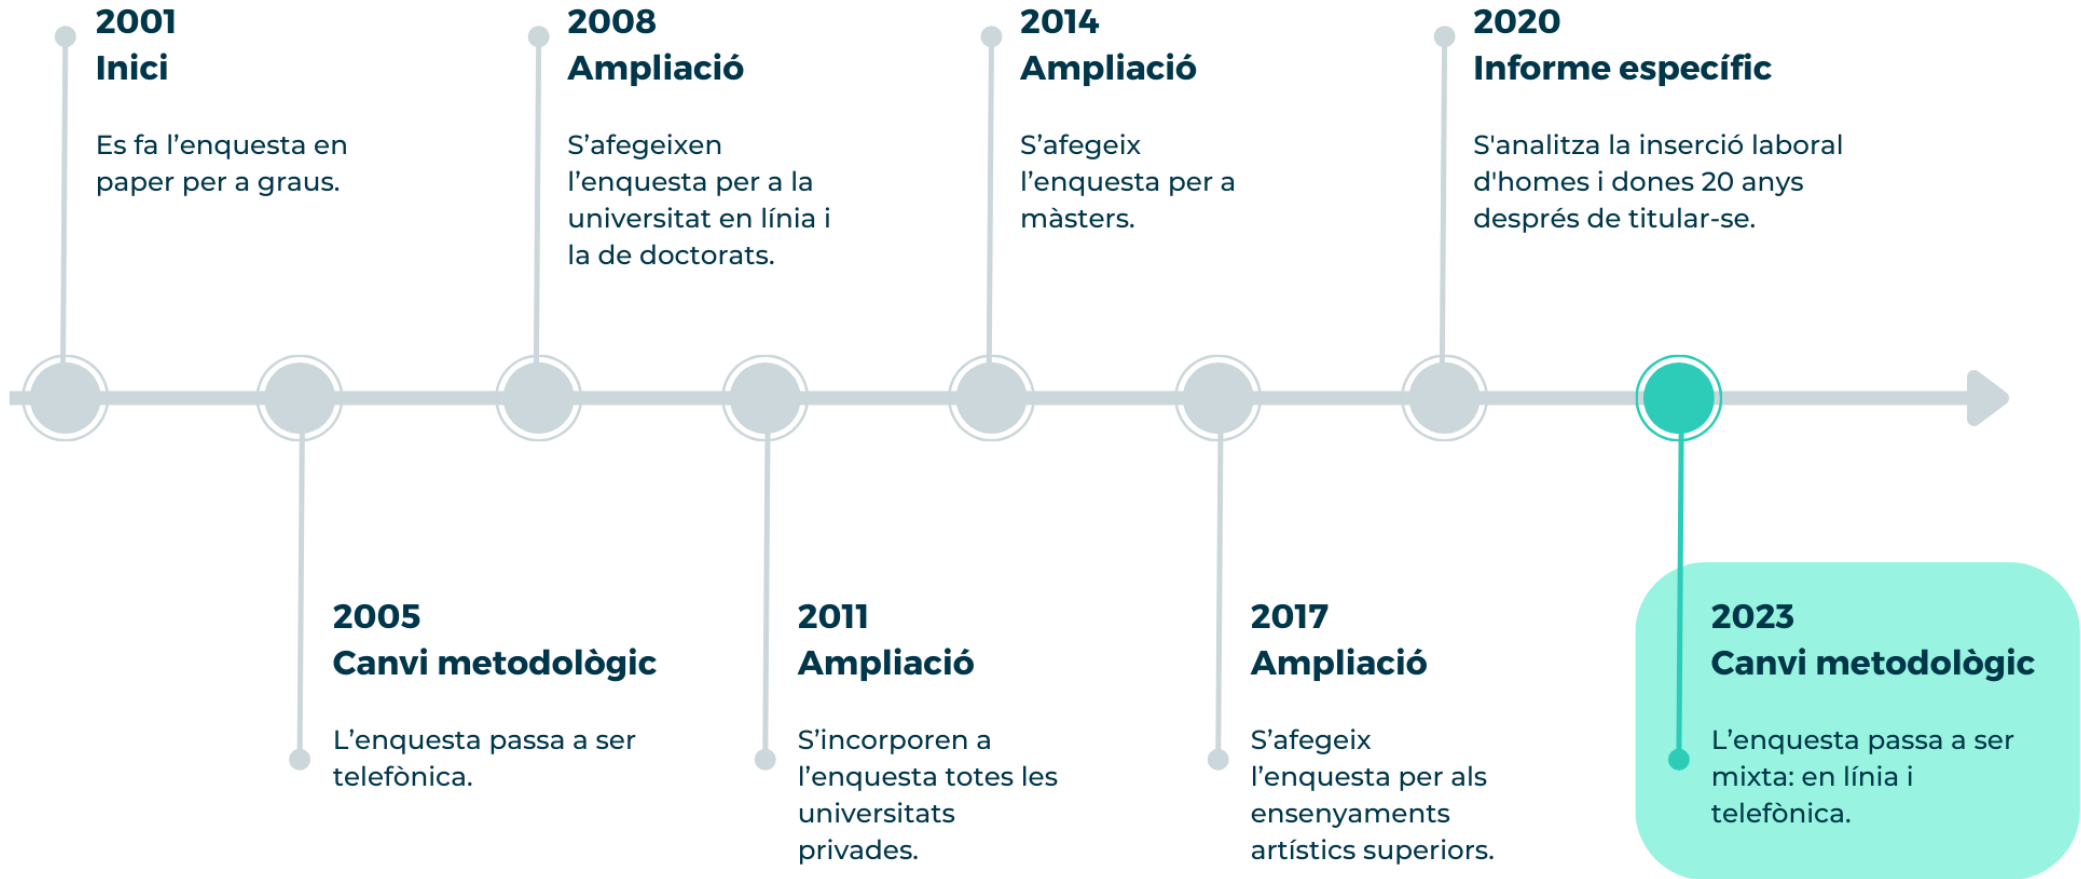 2001
Inici
Es fa l’enquesta en
paper per a graus.
2008
Ampliació
S’afegeixen
l’enquesta per a la
universitat en línia i
la de doctorats.
2014
Ampliació
S’afegeix
l’enquesta per a
màsters.
2020
Informe específic
S'analitza la inserció laboral
d'homes i dones 20 anys
després de titular-se.
2005
Canvi metodològic
L’enquesta passa a ser
telefònica.
2011
Ampliació
S’incorporen a
l’enquesta totes les
universitats
privades.
2017
Ampliació
S’afegeix
l’enquesta per als
ensenyaments
artístics superiors.
2023
Canvi metodològic
L’enquesta passa a ser
mixta: en línia i
telefònica.